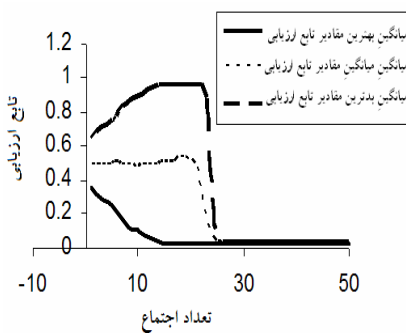 میانگین بهترین مقادیر تابع ارزیابی
میانگین میانگین مقادیر تابع ارزیابی
میانگین بدترین مقادیر تابع ارزیابی
تابع ارزیابی
1.2
1
0.8
0.6
0.4
0.2
0
-10 10 30 50
تعداد اجتماع